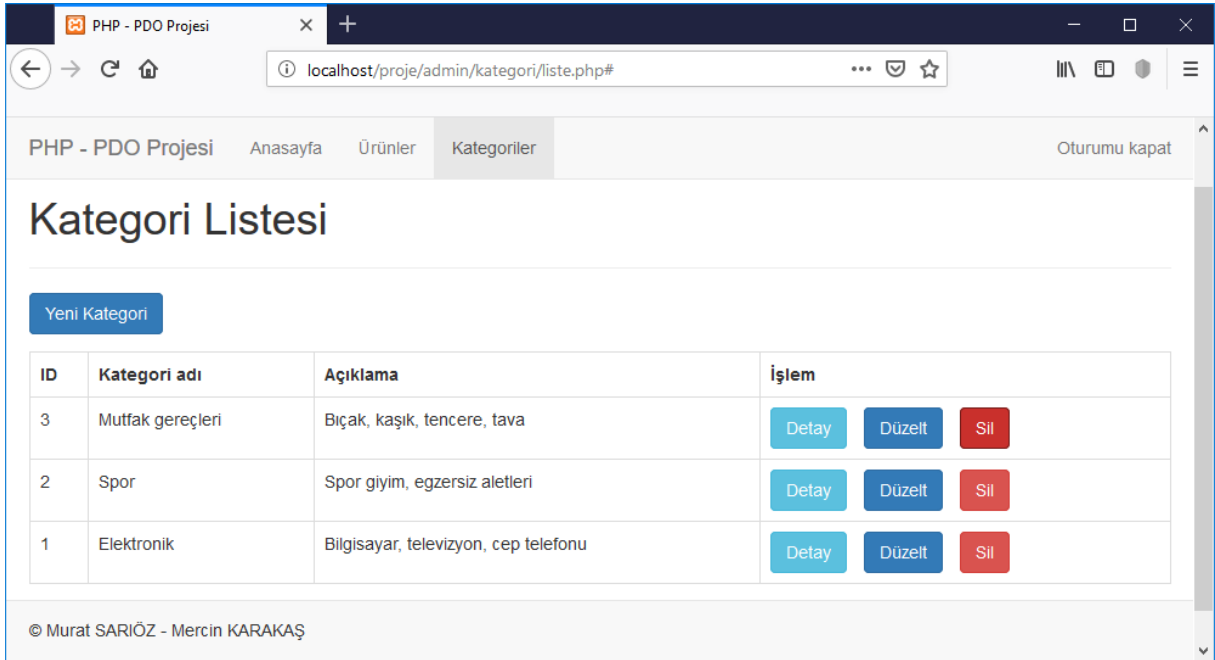 PHP - PDO Projesi
localhost/proje/admin/kategori/liste.php#
PHP - PDO Projesi Anasayfa Ürünler Kategoriler Oturumu kapat
Kategori Listesi
Yeni Kategori
ID Kategori adı Açıklama İşlem
3 Mutfak gereçleri Bıçak, kaşık, tencere, tava Detay Düzelt Sil
2 Spor Spor giyim, egzersiz aletleri Detay Düzelt Sil
1 Elektronik Bilgisayar, televizyon, cep telefonu Detay Düzelt Sil
© Murat SARIÖZ - Mercin KARAKAŞ